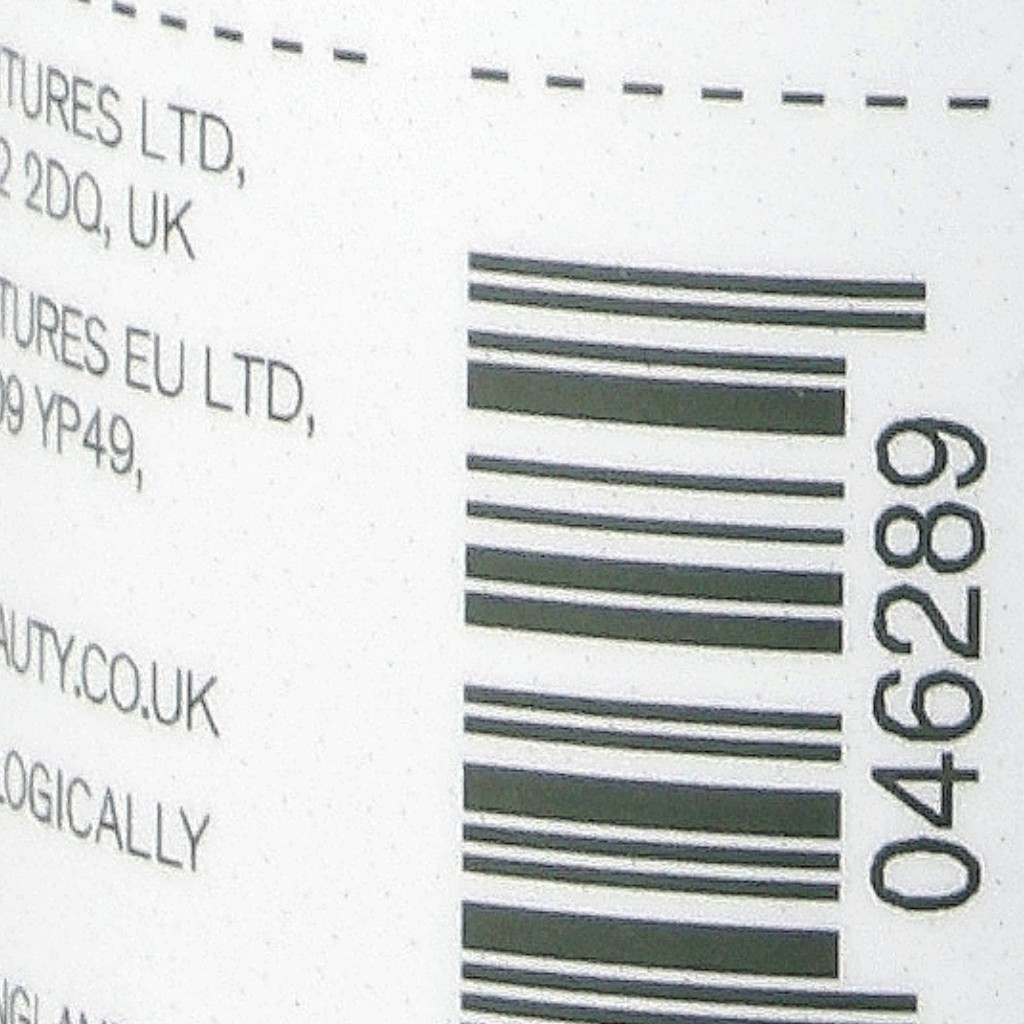 TURES LTD,
2 2DQ, UK
TURES EU LTD,
09 YP49,
AUTY.CO.UK
LOGICALLY
046289